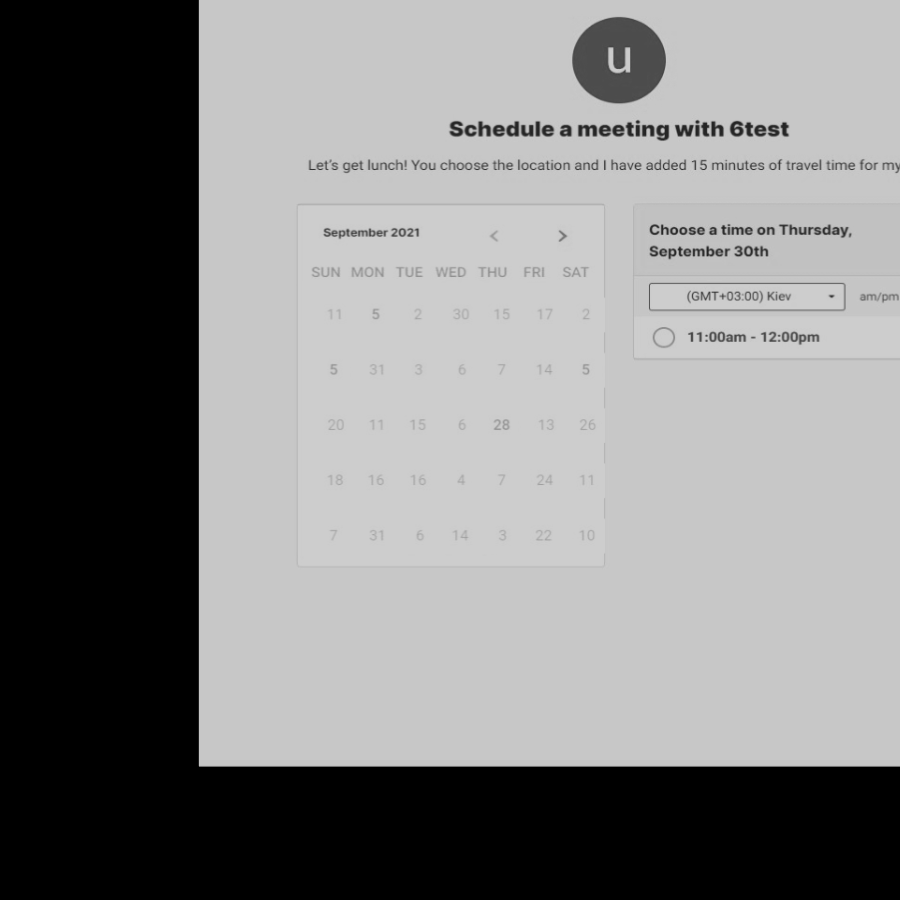 u
Schedule a meeting with 6test
Let's get lunch! You choose the location and I have added 15 minutes of travel time for my
September 2021 < >
SUN MON TUE WED THU FRI SAT
11 5 2 30 15 17 2
5 31 3 6 7 14 5
20 11 15 6 28 13 26
18 16 16 4 7 24 11
7 31 6 14 3 22 10
Choose a time on Thursday,
September 30th
(GMT+03:00) Kiev am/pm
11:00am - 12:00pm